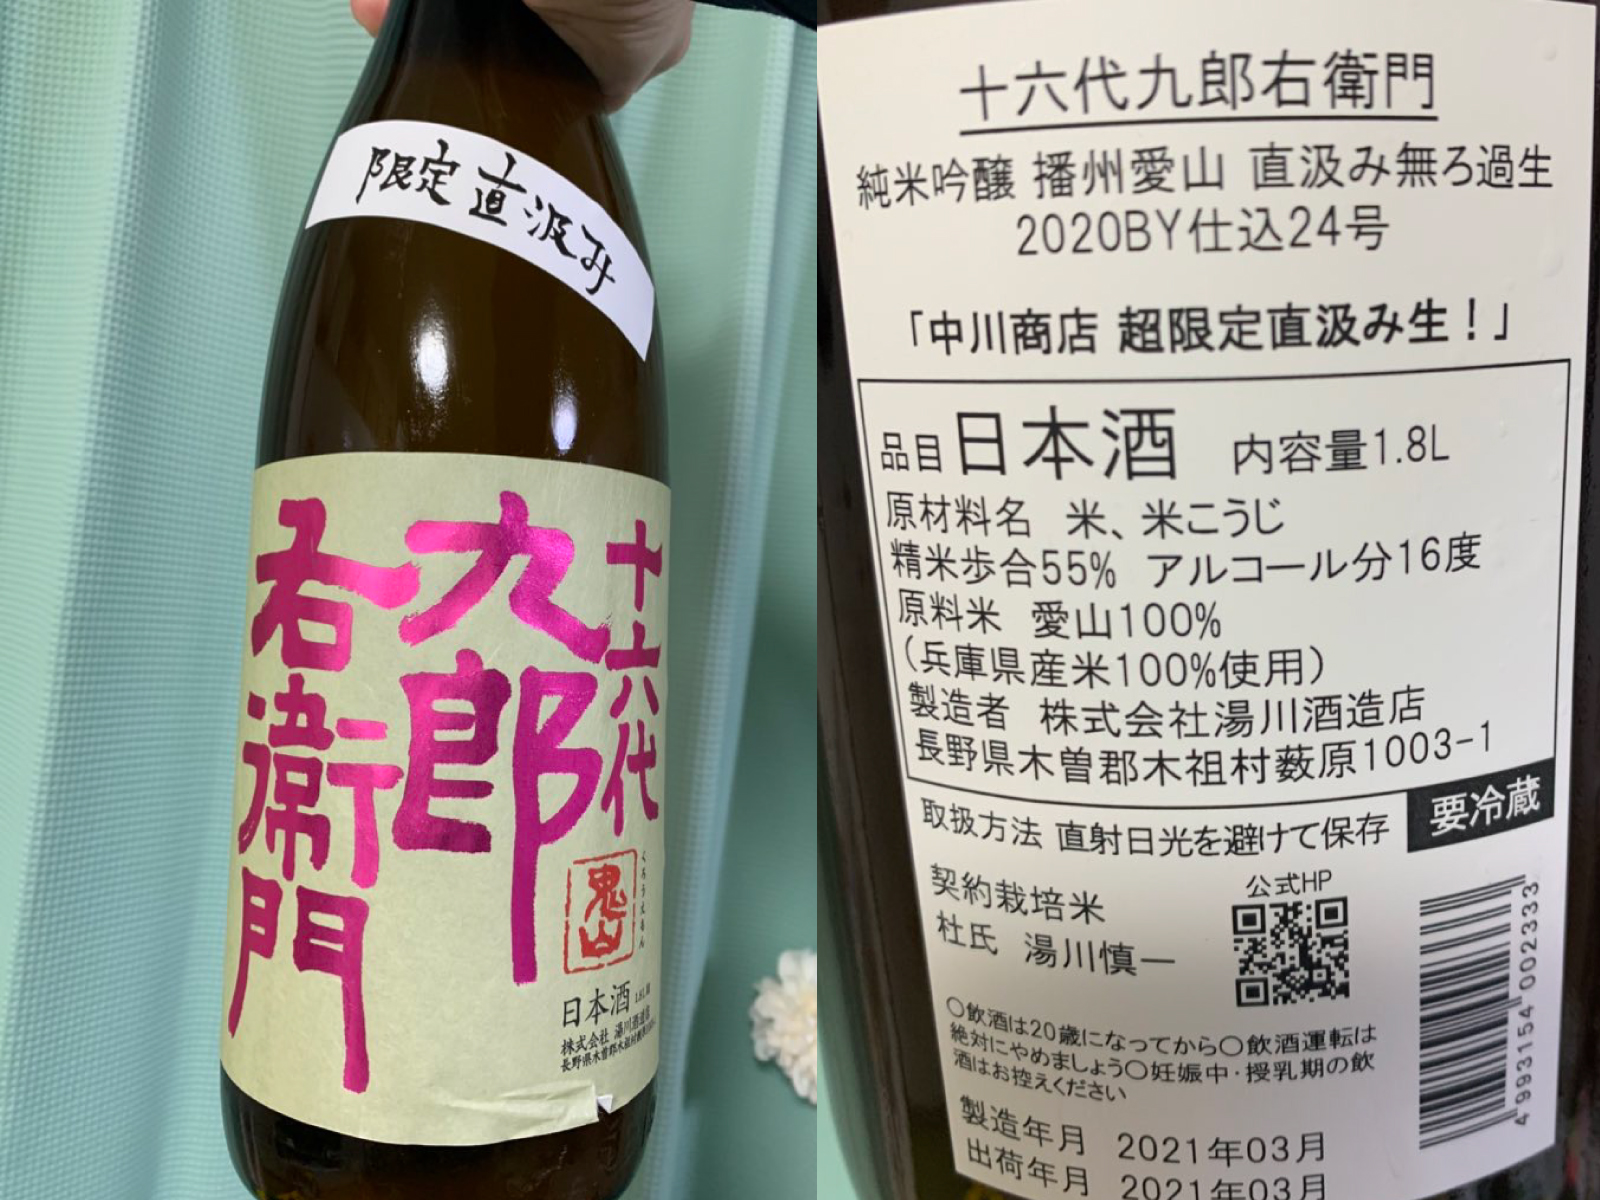 限定直汲み
十六代
九郎
右衛門
くろうえもん
鬼山
日本酒
株式会社 湯川酒造店
十六代九郎右衛門
純米吟醸 播州愛山 直汲み無ろ過生
2020BY仕込24号
「中川商店 超限定直汲み生!」
品目 日本酒 内容量1.8L
原材料名 米、米こうじ
精米歩合55% アルコール分16度
原料米 愛山100%
(兵庫県産米100%使用)
製造者 株式会社湯川酒造店
長野県木曽郡木祖村薮原1003-1
取扱方法 直射日光を避けて保存 要冷蔵
契約栽培米
杜氏 湯川慎一
公式HP
4993154002333
○飲酒は20歳になってから○飲酒運転は
絶対にやめましょう○妊娠中・授乳期の飲
酒はお控えください
製造年月 2021年03月
出荷年月 2021年03月